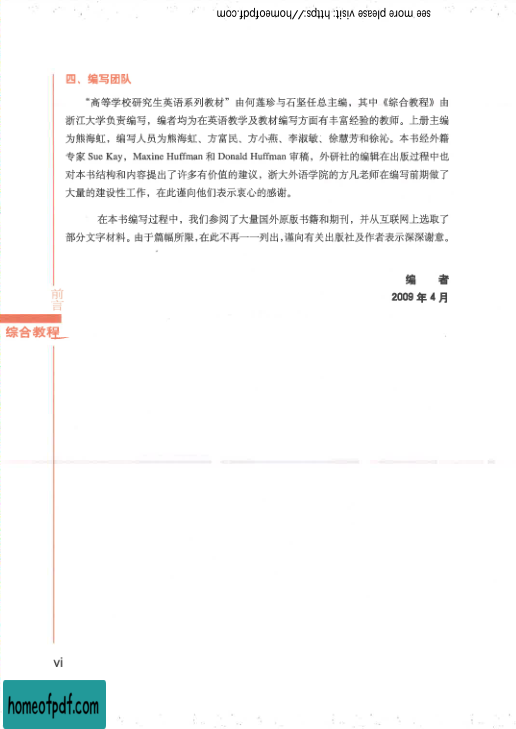 see more please visit: https://homeofpdf.com
四、编写团队
“高等学校研究生英语系列教材”由何莲珍与石坚任总主编，其中《综合教程》由
浙江大学负责编写，编者均为在英语教学及教材编写方面有丰富经验的教师。上册主编
为熊海虹，编写人员为熊海虹、方富民、方小燕、李淑敏、徐慧芳和徐沁。本书经外籍
专家 Sue Kay，Maxine Huffman 和 Donald Huffman 审稿，外研社的编辑在出版过程中也
对本书结构和内容提出了许多有价值的建议，浙大外语学院的方凡老师在编写前期做了
大量的建设性工作，在此谨向他们表示衷心的感谢。
在本书编写过程中，我们参阅了大量国外原版书籍和期刊，并从互联网上选取了
部分文字材料。由于篇幅所限，在此不再一一列出，谨向有关出版社及作者表示深深谢意。
编 者
2009 年 4 月
前言
综合教程
vi
homeofpdf.com